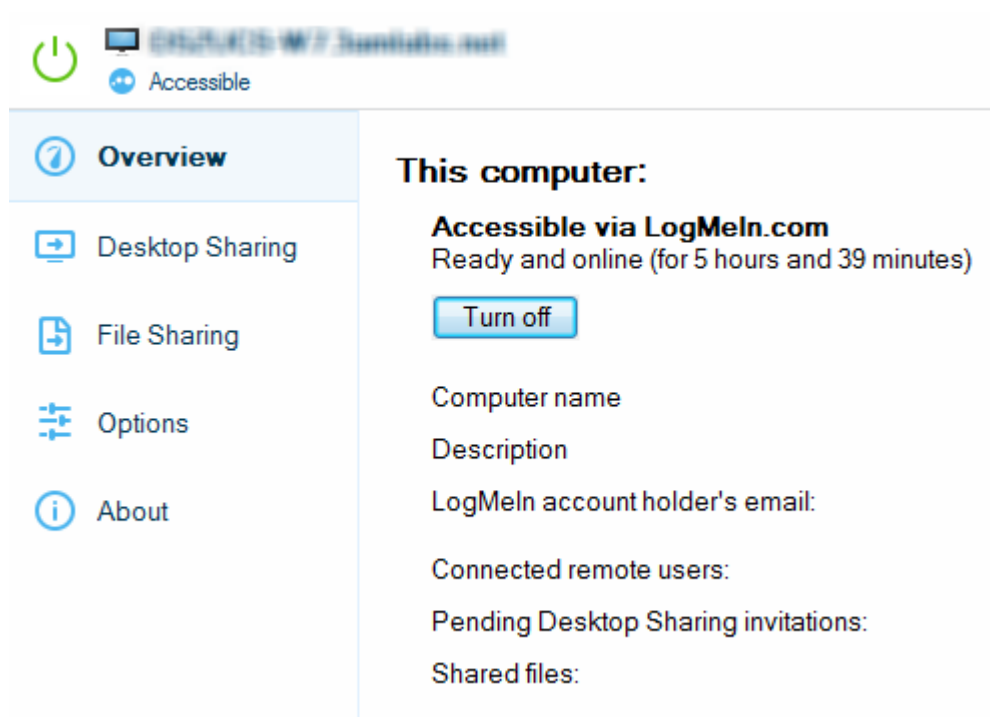 Accessible
Overview
Desktop Sharing
File Sharing
Options
About
This computer:
Accessible via LogMeIn.com
Ready and online (for 5 hours and 39 minutes)
Turn off
Computer name
Description
LogMeIn account holder's email:
Connected remote users:
Pending Desktop Sharing invitations:
Shared files: